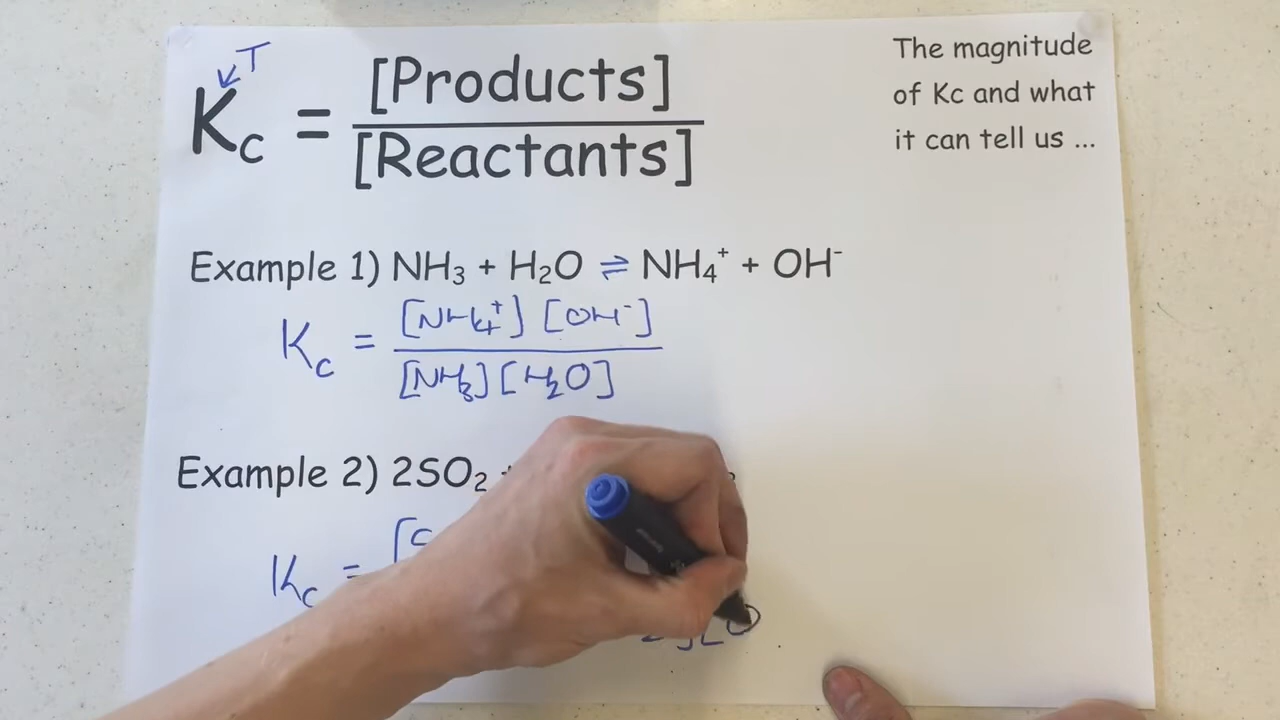 T
Kc = [Products]
[Reactants]
The magnitude
of Kc and what
it can tell us ...
Example 1) NH₃ + H₂O ⇌ NH₄⁺ + OH⁻
Kc = [NH₄⁺] [OH⁻]
[NH₃] [H₂O]
Example 2) 2SO₂
Kc =